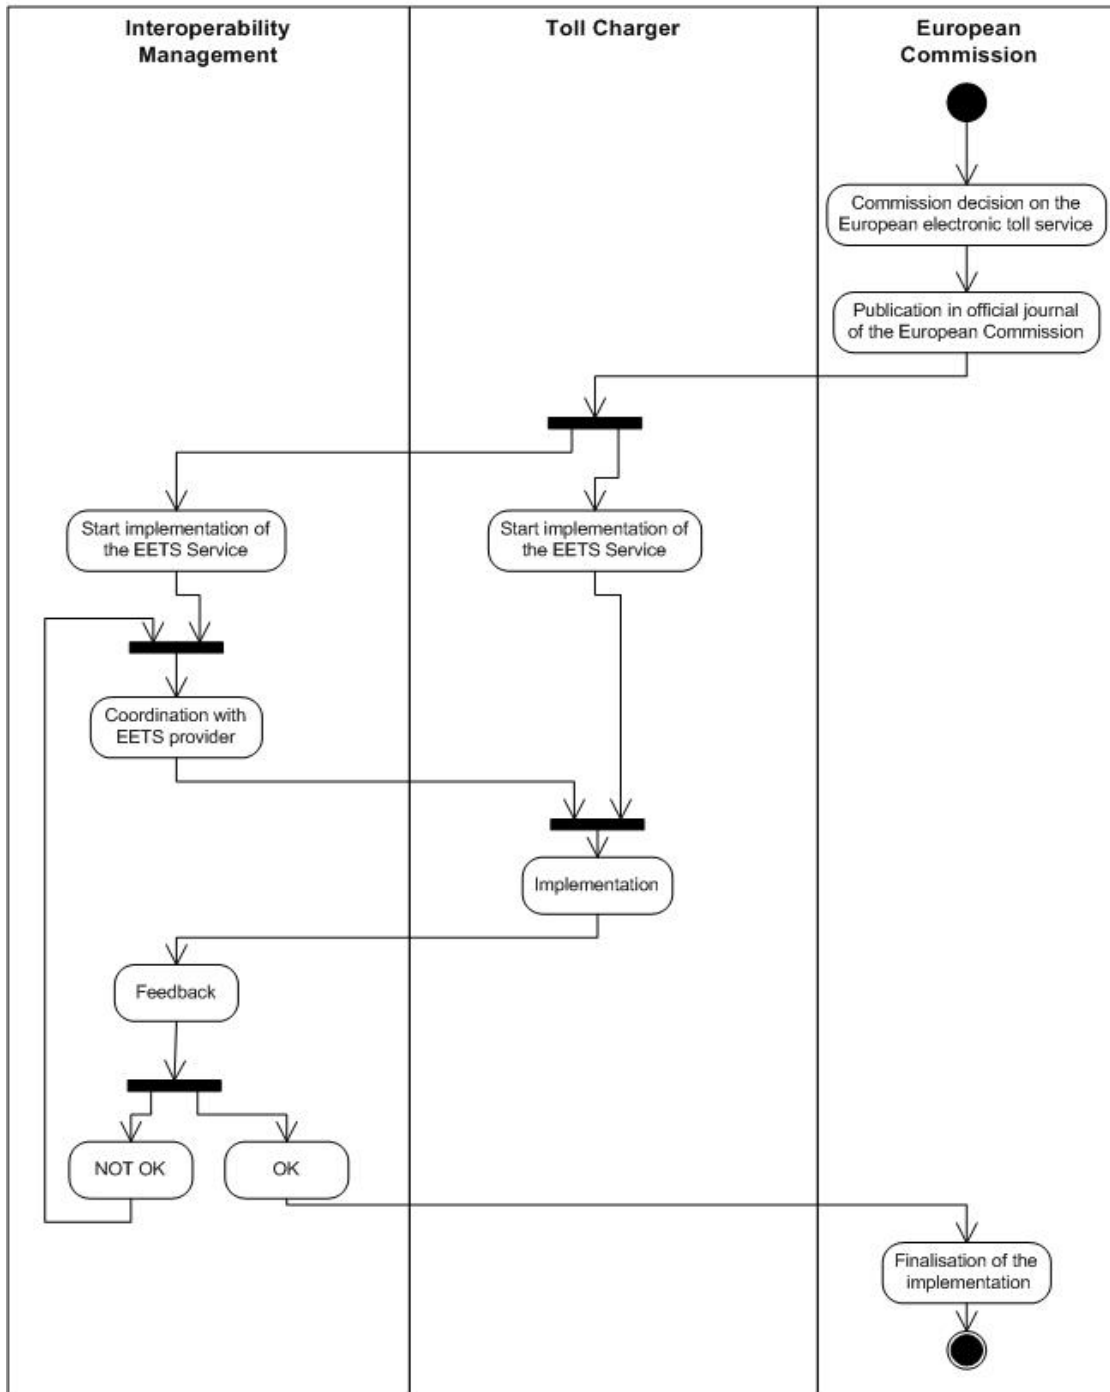 Interoperability
Management
Toll Charger
European
Commission
Commission decision on the
European electronic toll service
Publication in official journal
of the European Commission
Start implementation of
the EETS Service
Start implementation of
the EETS Service
Coordination with
EETS provider
Implementation
Feedback
NOT OK
OK
Finalisation of the
implementation